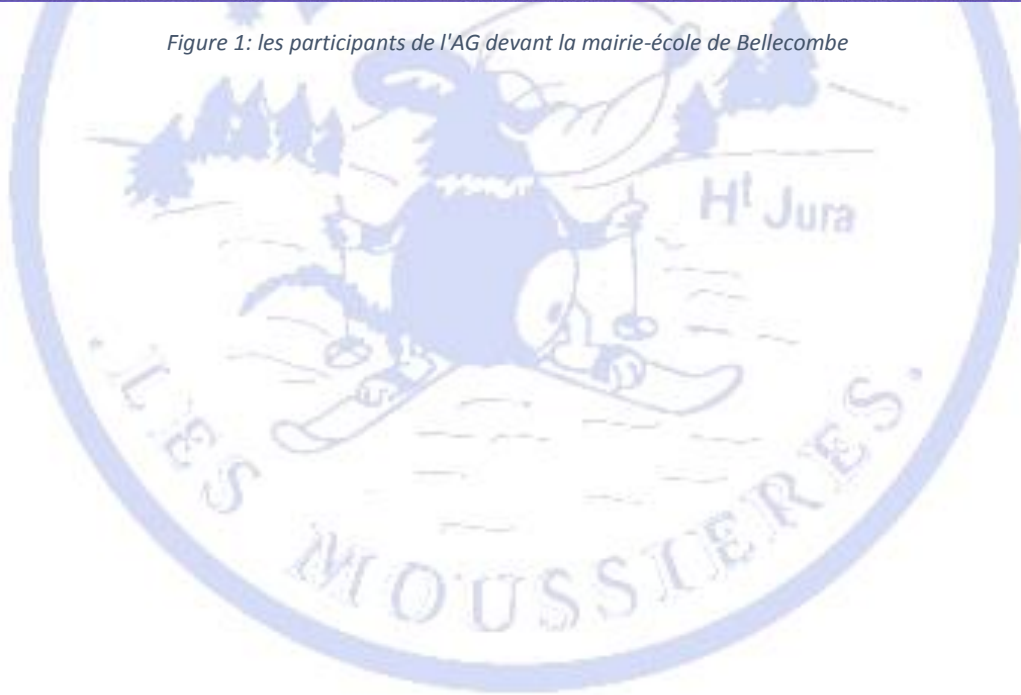 Figure 1: les participants de l'AG devant la mairie-école de Bellecombe
Hᵗ Jura
. LES MOUSSIERES .